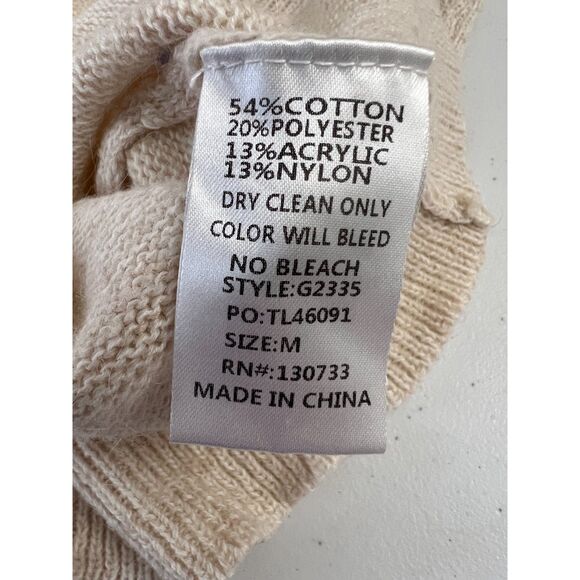 54%COTTON
20%POLYESTER
13%ACRYLIC
13%NYLON
DRY CLEAN ONLY
COLOR WILL BLEED
NO BLEACH
STYLE:G2335
PO:TL46091
SIZE:M
RN#:130733
MADE IN CHINA